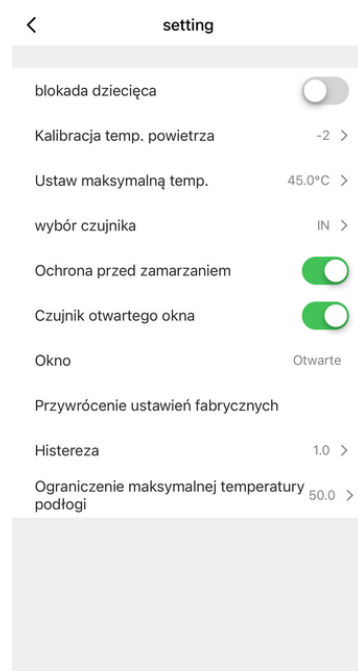 setting
blokada dziecięca
Kalibracja temp. powietrza -2
Ustaw maksymalną temp. 45.0°C
wybór czujnika IN
Ochrona przed zamarzaniem
Czujnik otwartego okna
Okno Otwarte
Przywrócenie ustawień fabrycznych
Histereza 1.0
Ograniczenie maksymalnej temperatury 50.0
podłogi